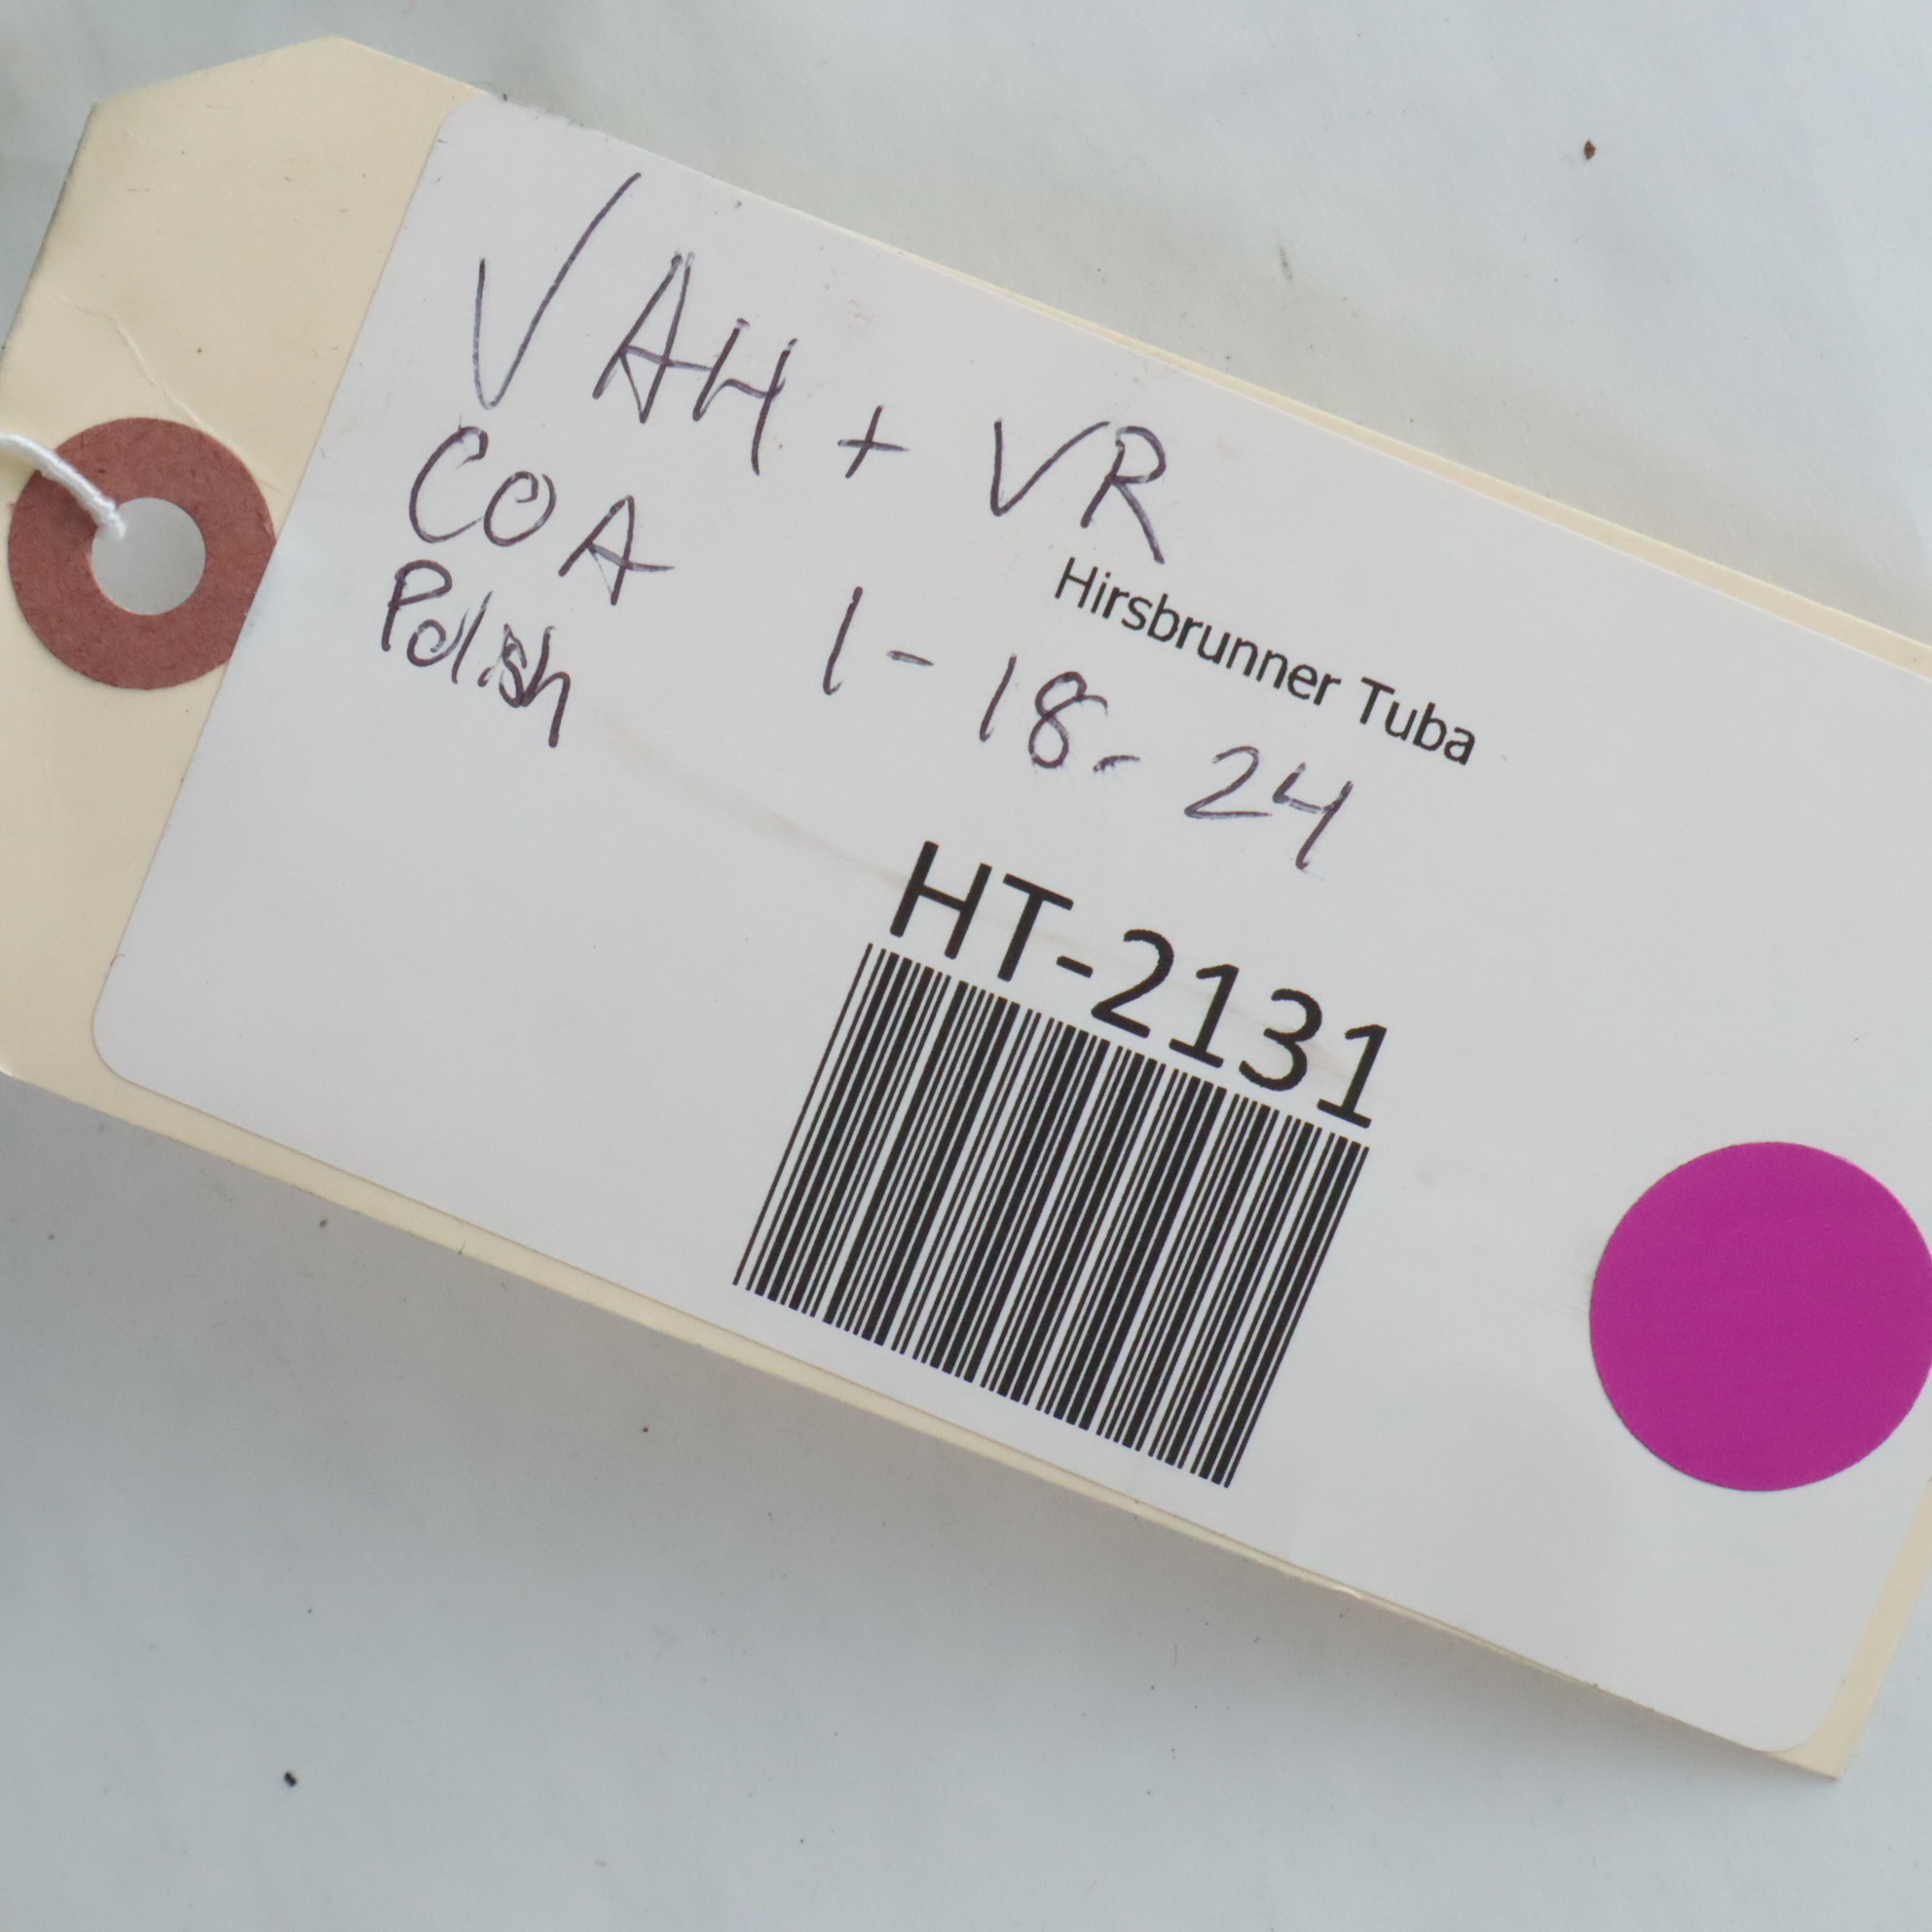 VAH + VR
COA
Polish
Hirsbrunner Tuba
1-18-24
HT-2131